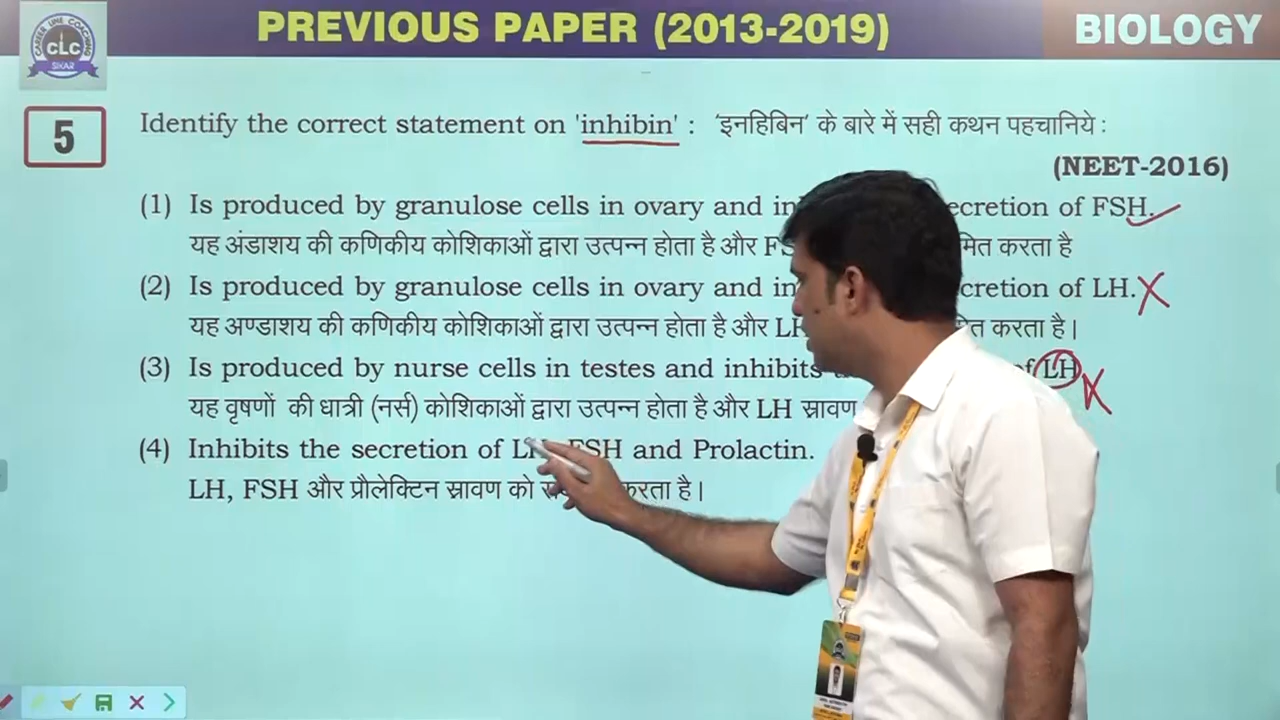 PREVIOUS PAPER (2013-2019)
BIOLOGY
CAREER LINE COACHING
CLC
SIKAR
5
Identify the correct statement on 'inhibin' : 'इनहिबिन' के बारे में सही कथन पहचानिये :
(NEET-2016)
(1) Is produced by granulose cells in ovary and ecretion of FSH.
यह अंडाशय की कणिकीय कोशिकाओं द्वारा उत्पन्न होता है और मित करता है
(2) Is produced by granulose cells in ovary and cretion of LH.
यह अण्डाशय की कणिकीय कोशिकाओं द्वारा उत्पन्न होता है और मित करता है।
(3) Is produced by nurse cells in testes and inhibits of LH
यह वृषणों की धात्री (नर्स) कोशिकाओं द्वारा उत्पन्न होता है और LH स्रावण
(4) Inhibits the secretion of FSH and Prolactin.
LH, FSH और प्रौलेक्टिन स्रावण को करता है।